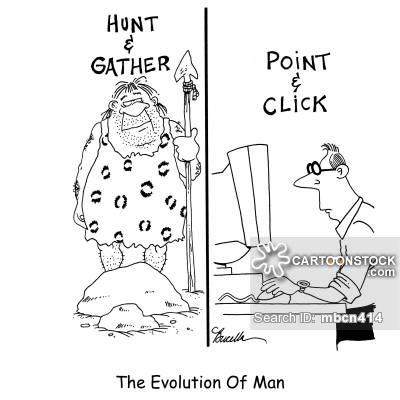 HUNT
&
GATHER
POINT
&
CLiCK
CARTOONSTOCK
.com
Search ID: mbcn414
The Evolution Of Man